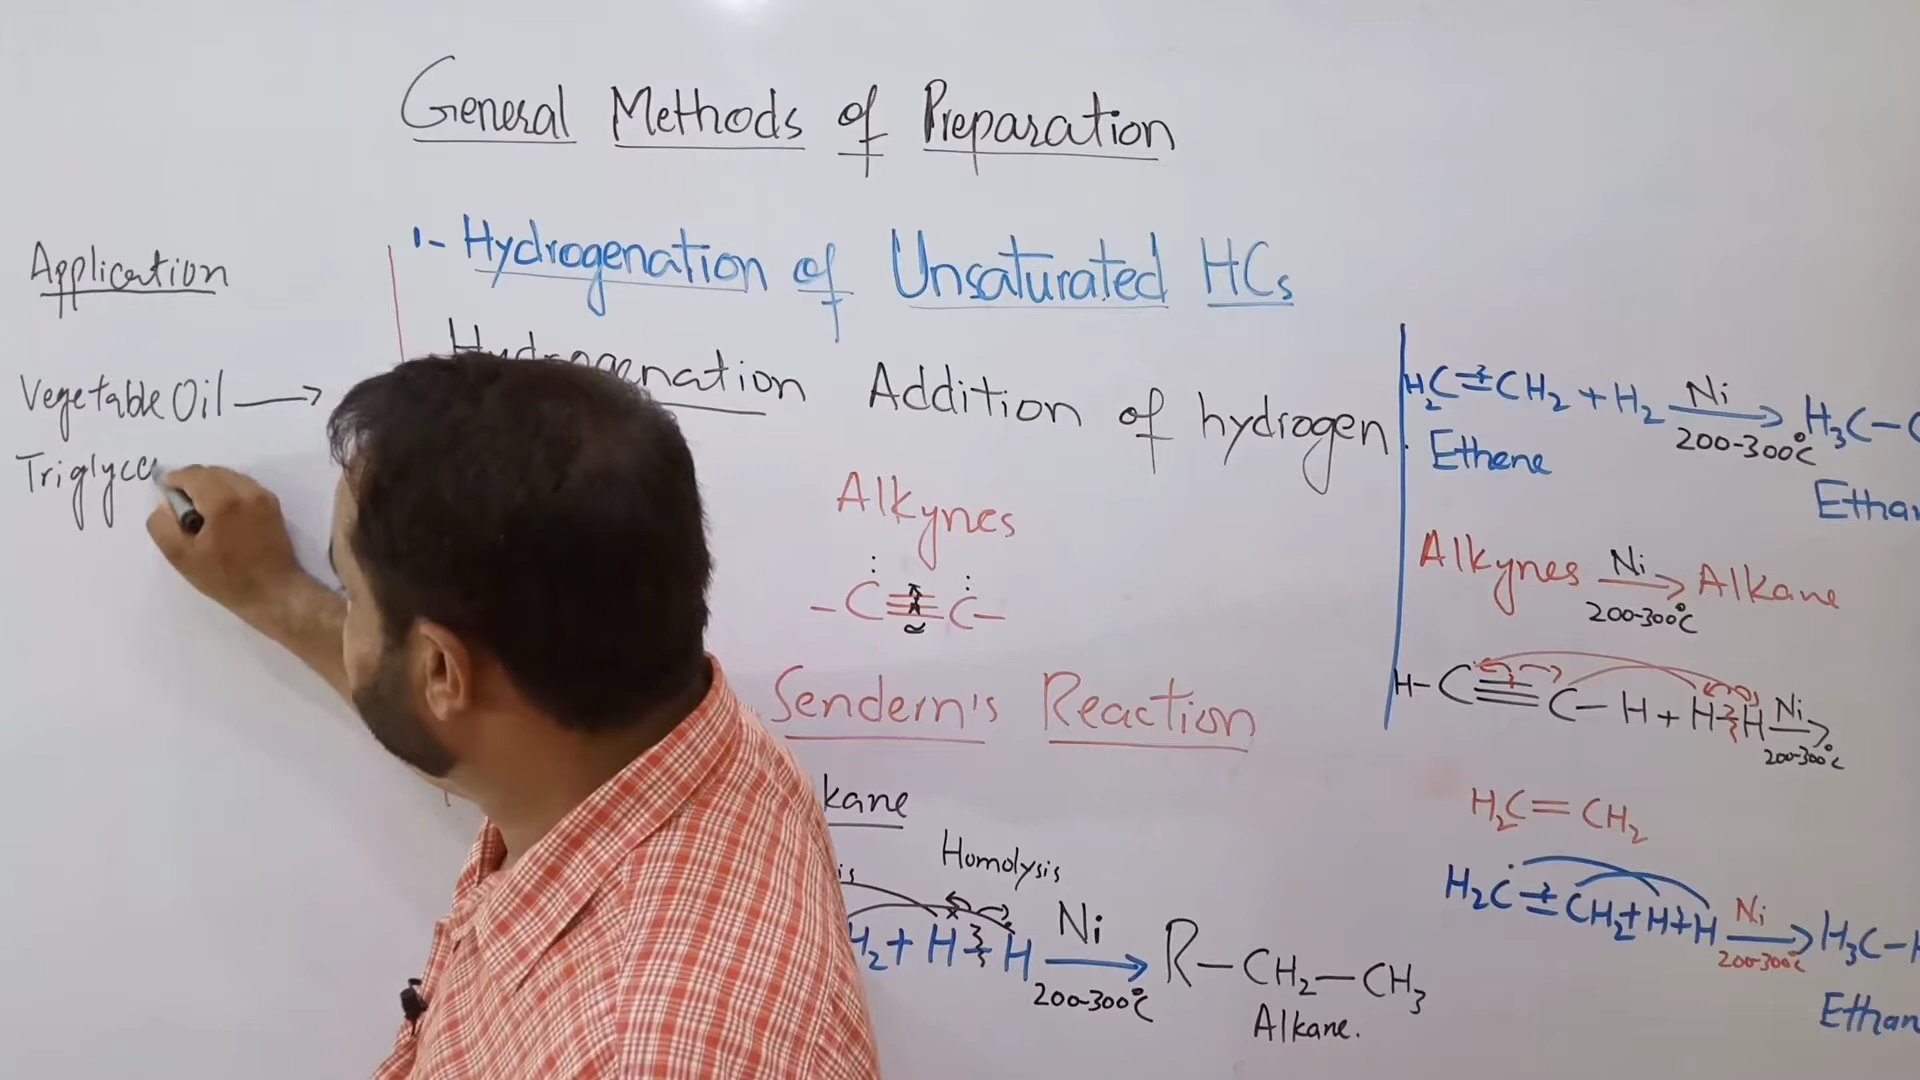 General Methods of Preparation
1- Hydrogenation of Unsaturated HCs
Application
Vegetable Oil ⟶
Hydrogenation Addition of hydrogen.
Alkynes
-C≡C-
Sendern's Reaction
kane
Homolysis
is
H₂ + H-H Ni 200-300°C → R-CH₂-CH₃
Alkane.
H₂C=CH₂ + H₂ Ni 200-300°C → H₃C-C
Ethene
Ethan
Alkynes Ni 200-300°C → Alkane
H-C≡C-H + H-H Ni 200-300°C →
H₂C=CH₂
H₂C=CH₂ + H-H Ni 200-300°C → H₃C-
Ethan